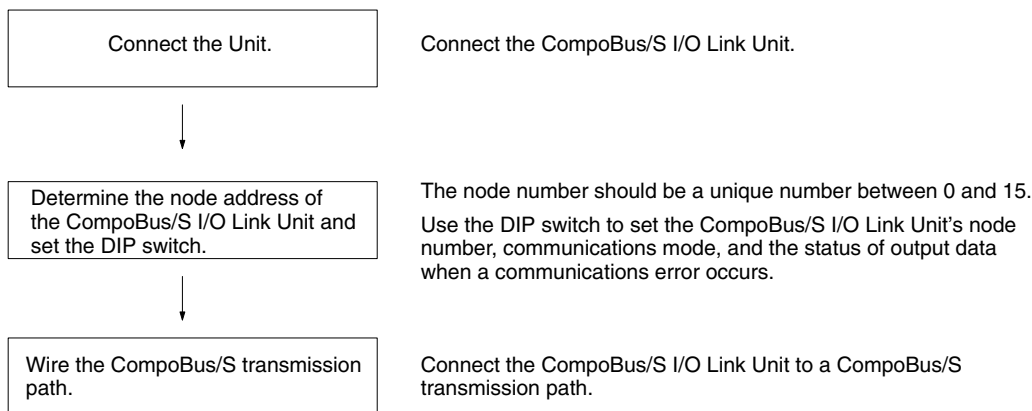 Connect the Unit.
Connect the CompoBus/S I/O Link Unit.
Determine the node address of
the CompoBus/S I/O Link Unit and
set the DIP switch.
The node number should be a unique number between 0 and 15.
Use the DIP switch to set the CompoBus/S I/O Link Unit's node
number, communications mode, and the status of output data
when a communications error occurs.
Wire the CompoBus/S transmission
path.
Connect the CompoBus/S I/O Link Unit to a CompoBus/S
transmission path.